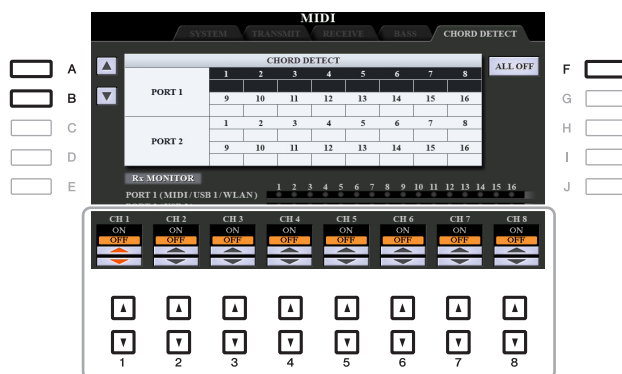 MIDI
SYSTEM TRANSMIT RECEIVE BASS CHORD DETECT
CHORD DETECT
ALL OFF
A
B
C
D
E
F
G
H
I
J
PORT 1
1 2 3 4 5 6 7 8
9 10 11 12 13 14 15 16
PORT 2
1 2 3 4 5 6 7 8
9 10 11 12 13 14 15 16
Rx MONITOR
1 2 3 4 5 6 7 8 9 10 11 12 13 14 15 16
PORT 1 (MIDI/USB 1/WLAN)
CH 1 CH 2 CH 3 CH 4 CH 5 CH 6 CH 7 CH 8
ON ON ON ON ON ON ON ON
OFF OFF OFF OFF OFF OFF OFF OFF
1 2 3 4 5 6 7 8